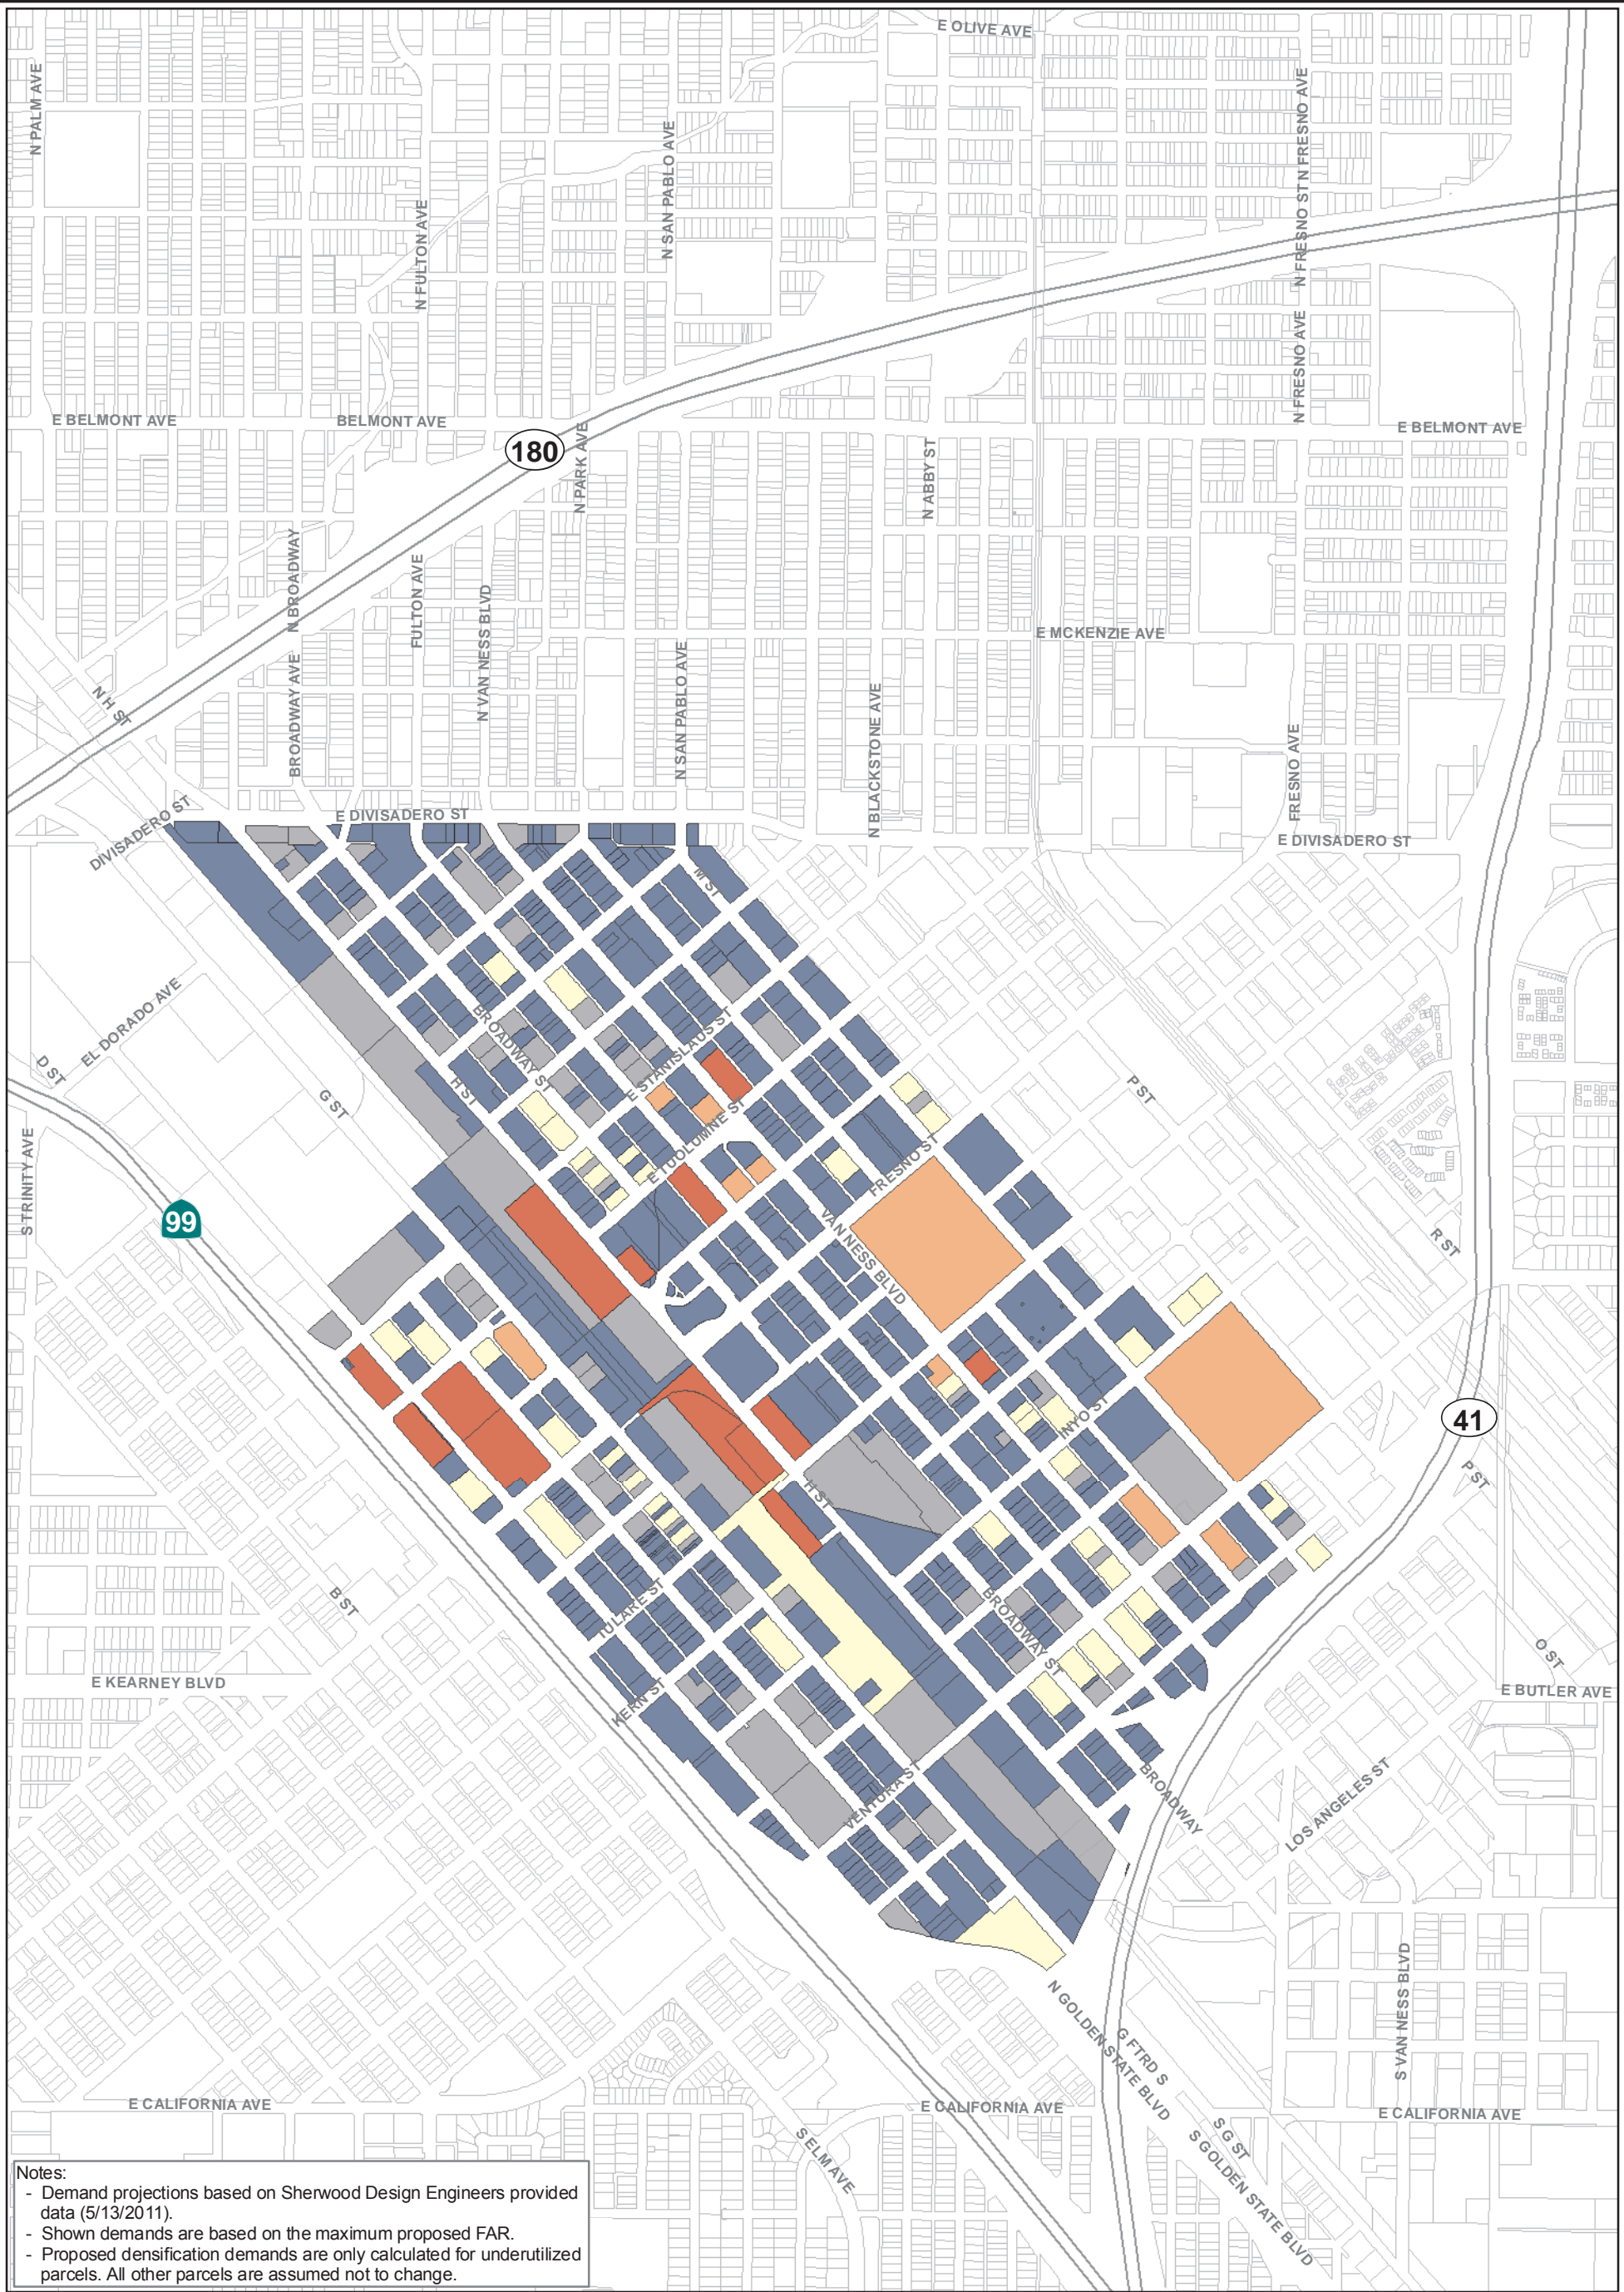 E OLIVE AVE
N PALM AVE
N FRESNO AVE
N SAN PABLO AVE
N FRESNO ST
N FULTON AVE
N FRESNO AVE
N FRESNO AVE
E BELMONT AVE
BELMONT AVE
E BELMONT AVE
180
N PARK AVE
N ABBY ST
N BROADWAY
FULTON AVE
N VAN NESS BLVD
E MCKENZIE AVE
N H ST
BROADWAY AVE
N SAN PABLO AVE
N BLACKSTONE AVE
FRESNO AVE
DIVISADERO ST
E DIVISADERO ST
E DIVISADERO ST
M ST
EL DORADO AVE
D ST
G ST
H ST
BROADWAY ST
E STANISLAUS ST
P ST
E TUOLUMNE ST
FRESNO ST
S TRINITY AVE
99
VAN NESS BLVD
R ST
INYO ST
41
P ST
H ST
B ST
TULARE ST
BROADWAY ST
O ST
E KEARNEY BLVD
KERN ST
E BUTLER AVE
VENTURA ST
BROADWAY
LOS ANGELES ST
N GOLDEN STATE BLVD
G FTRD S
S VAN NESS BLVD
E CALIFORNIA AVE
E CALIFORNIA AVE
E CALIFORNIA AVE
S ELM AVE
S G ST
S GOLDEN STATE BLVD
Notes:
- Demand projections based on Sherwood Design Engineers provided
data (5/13/2011).
- Shown demands are based on the maximum proposed FAR.
- Proposed densification demands are only calculated for underutilized
parcels. All other parcels are assumed not to change.